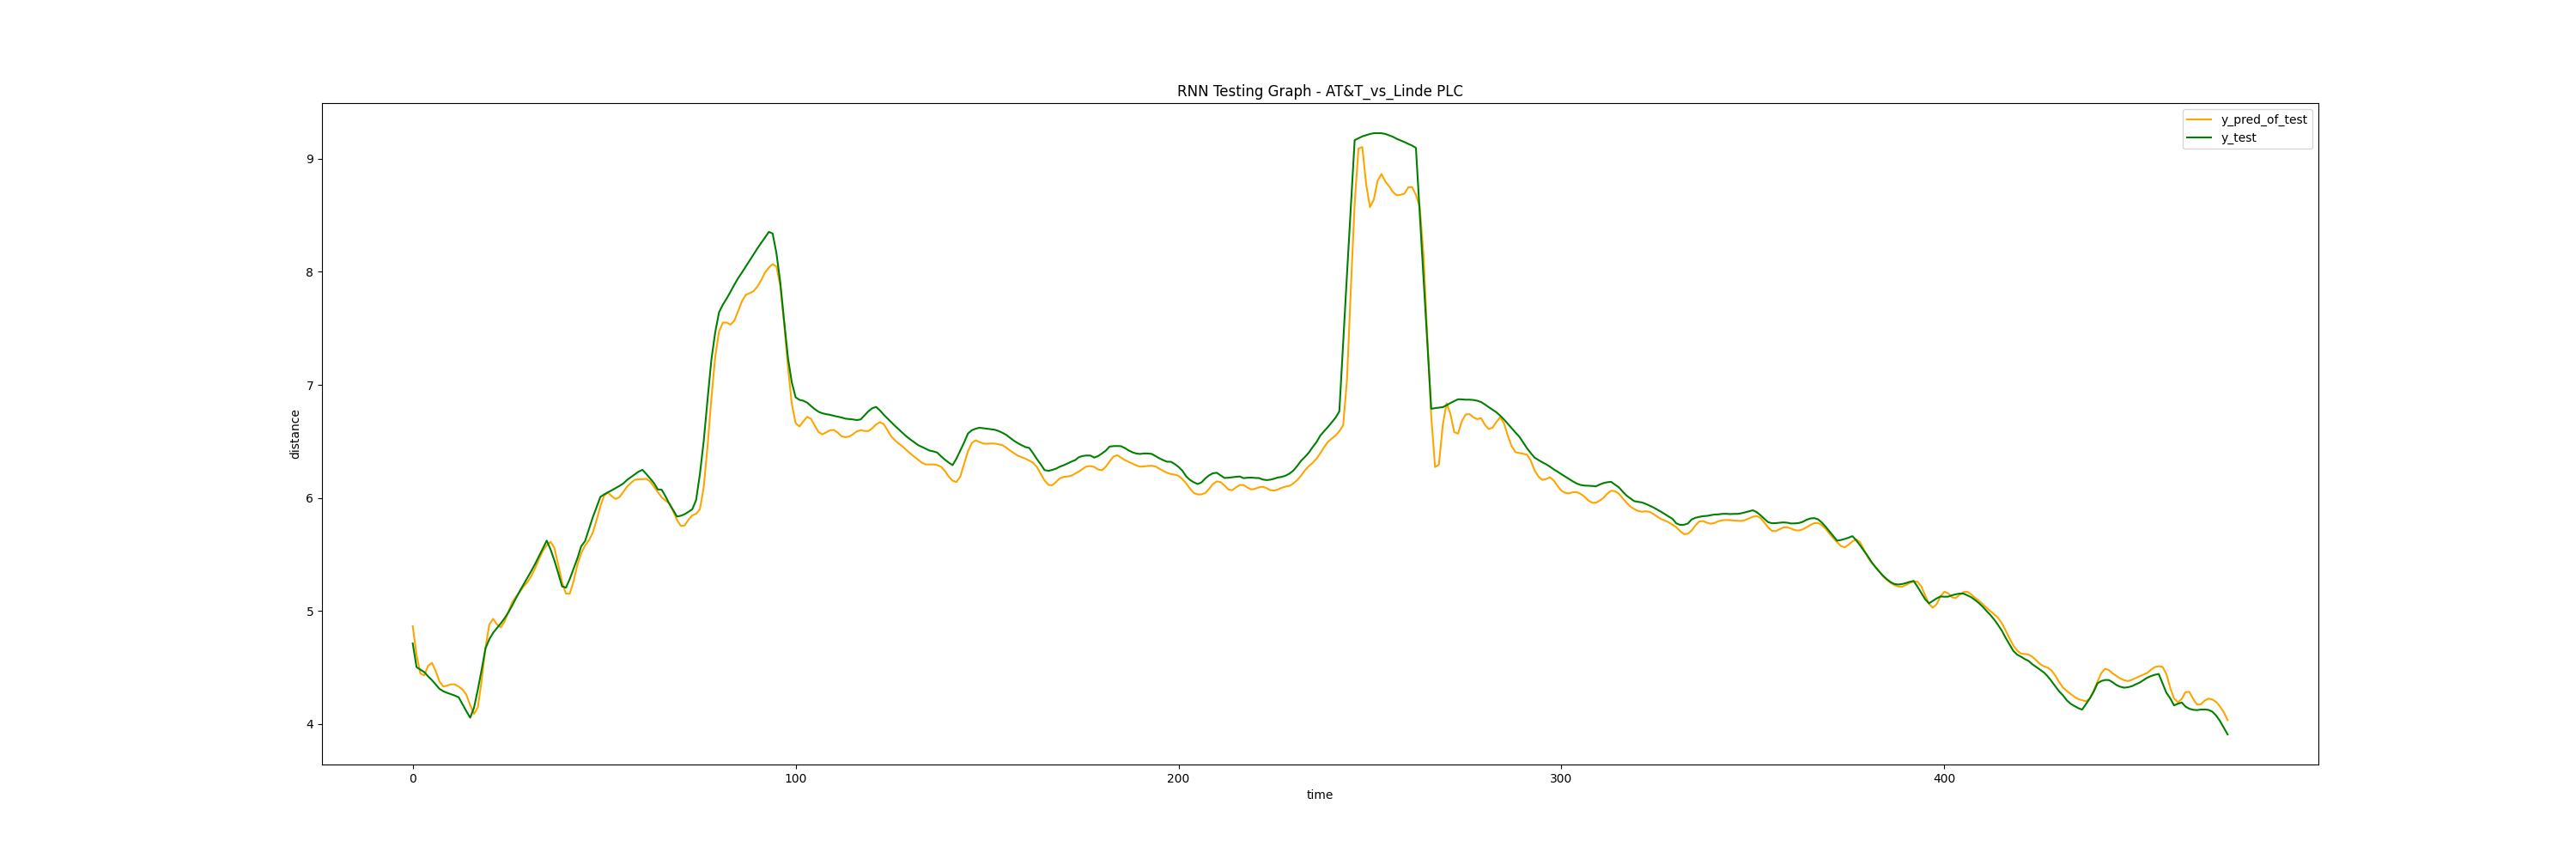 RNN Testing Graph - AT&T_vs_Linde PLC
y_pred_of_test
y_test
9
8
7
6
5
4
distance
0 100 200 300 400
time